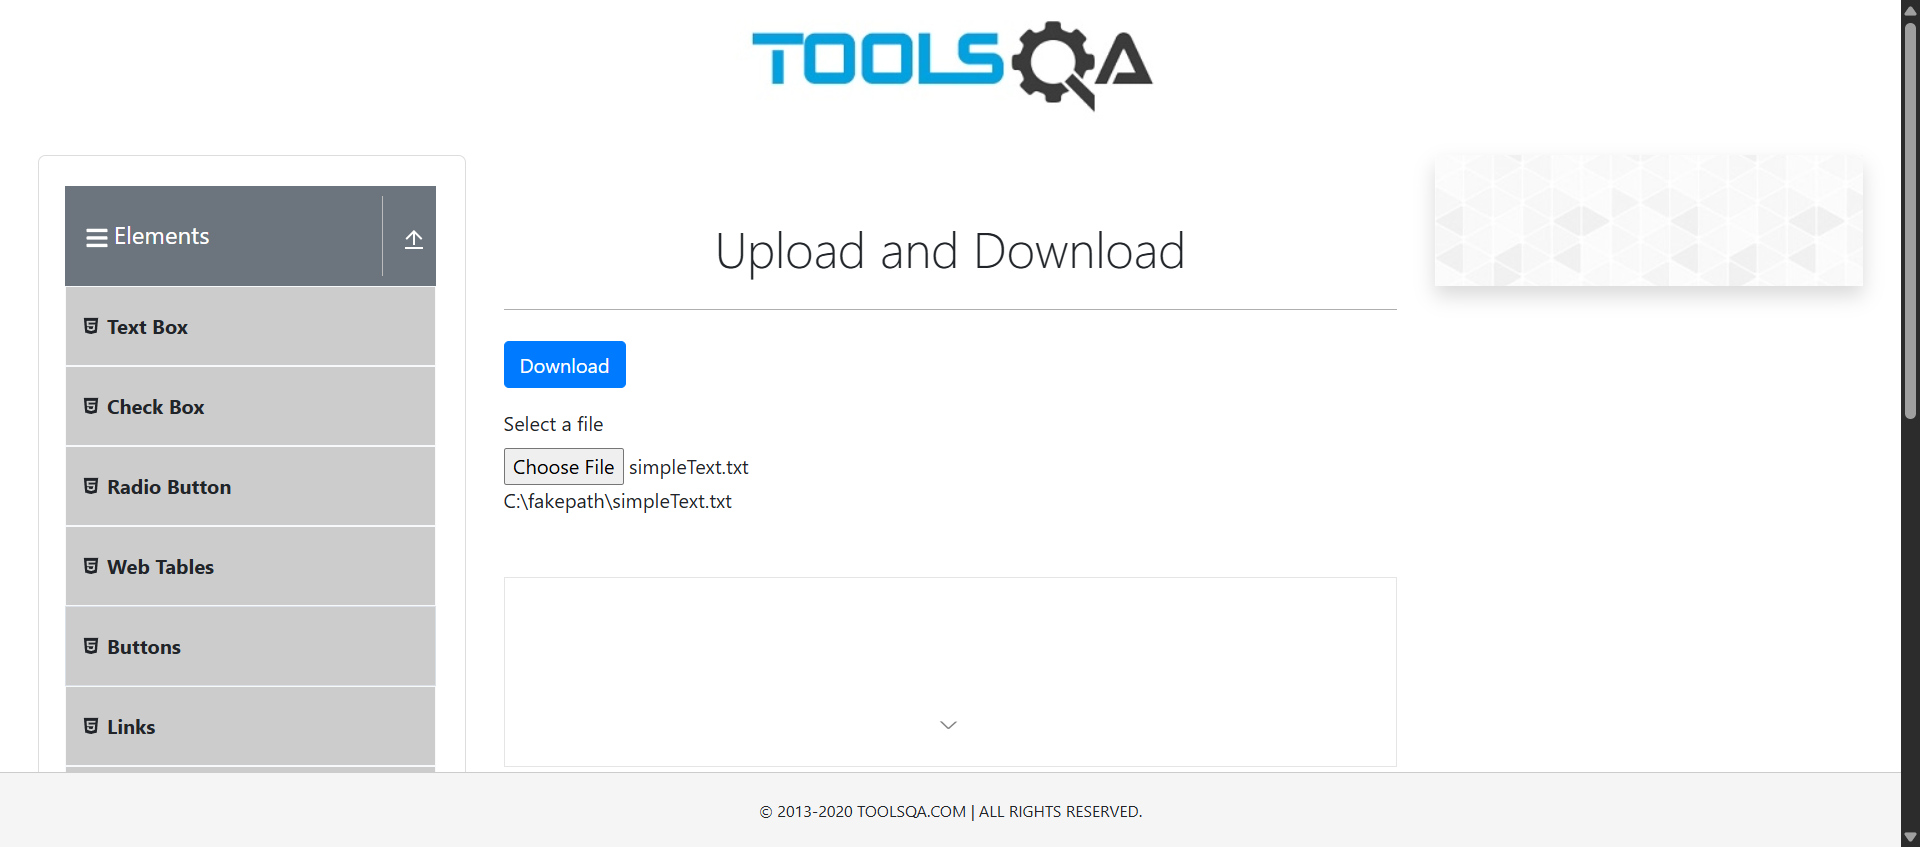 TOOLSQA
Elements
Text Box
Check Box
Radio Button
Web Tables
Buttons
Links
Upload and Download
Download
Select a file
Choose File simpleText.txt
C:\fakepath\simpleText.txt
© 2013-2020 TOOLSQA.COM | ALL RIGHTS RESERVED.